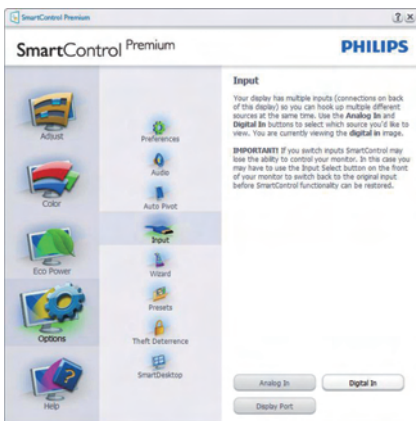 SmartControl Premium
SmartControl Premium
PHILIPS
Adjust
Color
Eco Power
Options
Help
Preferences
Audio
Auto Pivot
Input
Wizard
Presets
Theft Deterrence
SmartDesktop
Input
Your display has multiple inputs (connections on back
of this display) so you can hook up multiple different
sources at the same time. Use the Analog In and
Digital In buttons to select which source you'd like to
view. You are currently viewing the digital in image.
IMPORTANT! If you switch inputs SmartControl may
lose the ability to control your monitor. In this case you
may have to use the Input Select button on the front
of your monitor to switch back to the original input
before SmartControl functionality can be restored.
Analog In
Digital In
Display Port